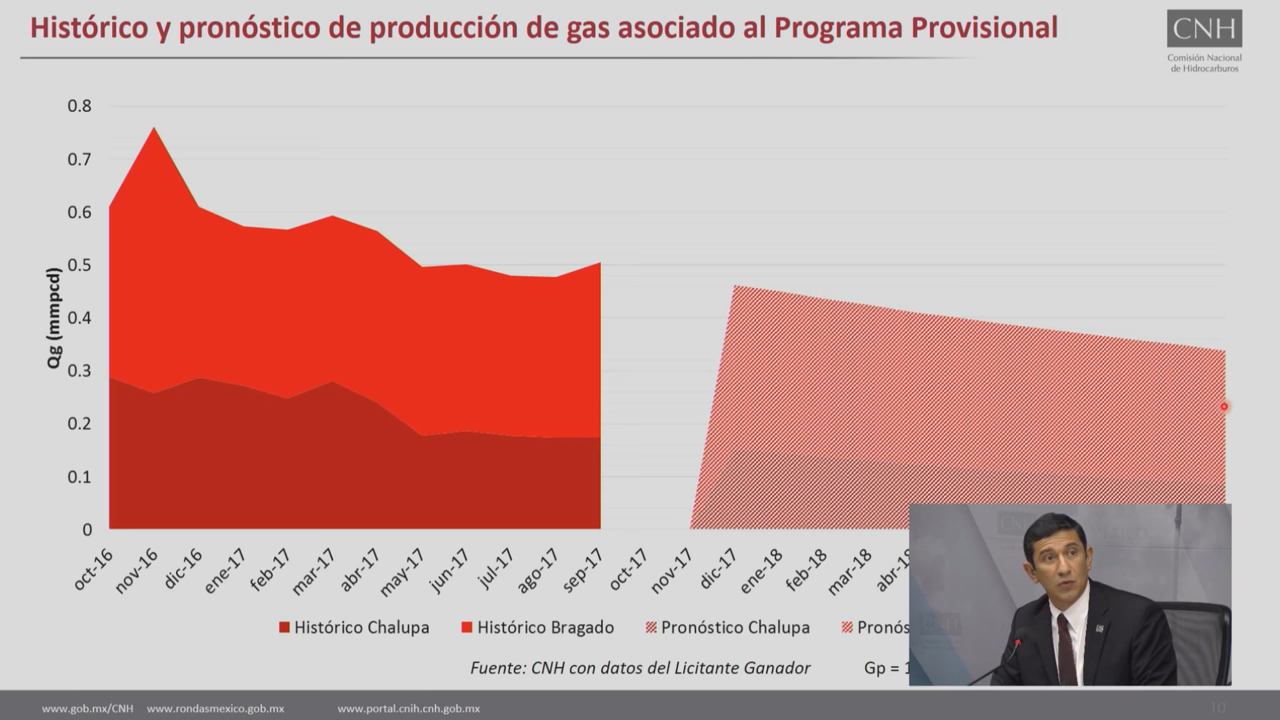 Histórico y pronóstico de producción de gas asociado al Programa Provisional
CNH
Comisión Nacional
de Hidrocarburos
0.8
0.7
0.6
0.5
0.4
0.3
0.2
0.1
0
Qg (mmpcd)
oct-16
nov-16
dic-16
ene-17
feb-17
mar-17
abr-17
may-17
jun-17
jul-17
ago-17
sep-17
oct-17
nov-17
dic-17
ene-18
feb-18
mar-18
Histórico Chalupa
Histórico Bragado
Pronóstico Chalupa
Fuente: CNH con datos del Licitante Ganador
Gp =
www.gob.mx/CNH
www.rondasmexico.gob.mx
www.portal.cnih.cnh.gob.mx
10